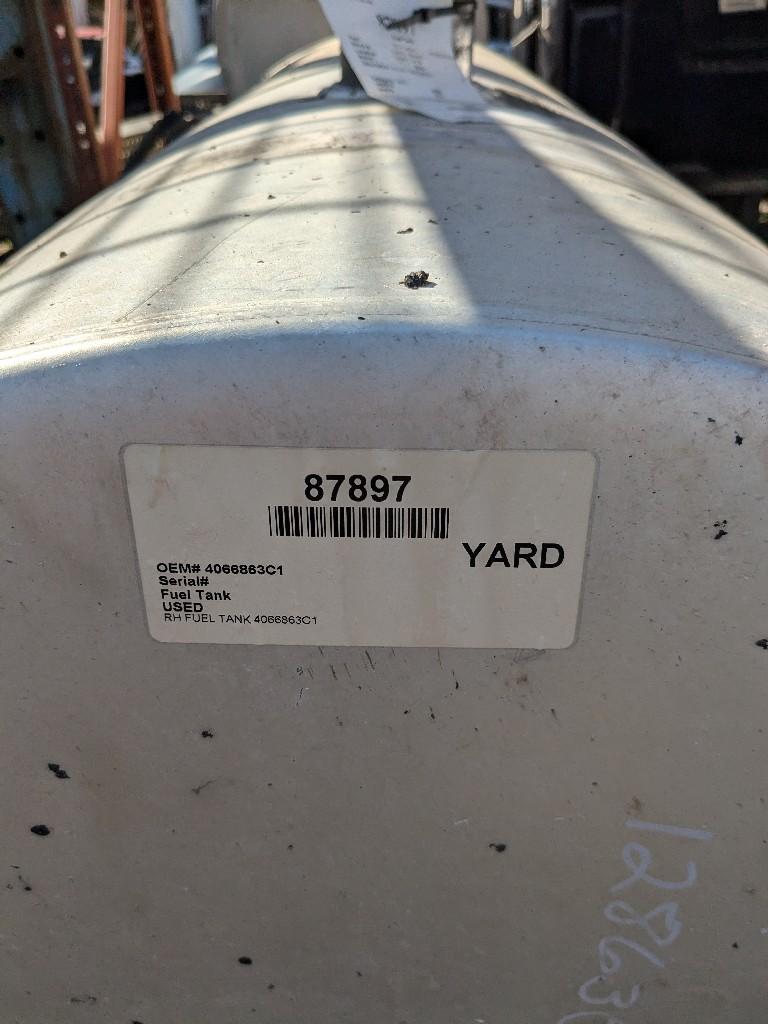 87897
YARD
OEM# 4066863C1
Serial#
Fuel Tank
USED
RH FUEL TANK 4066863C1